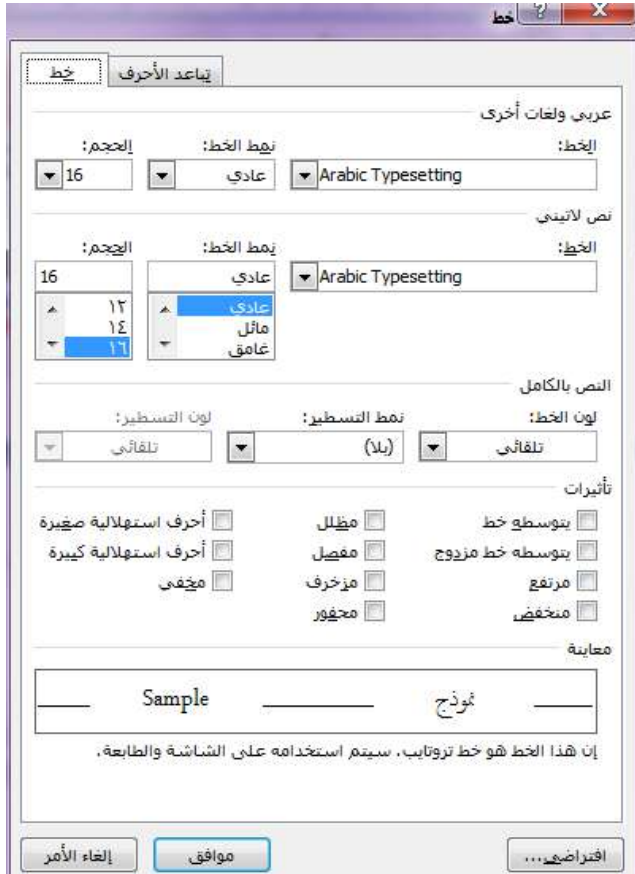 خط
خط تباعد الأحرف
عربي ولغات أخرى
الخط: نمط الخط: الحجم:
Arabic Typesetting عادي 16
نص لاتيني
الخط: نمط الخط: الحجم:
Arabic Typesetting عادي 16
عادي ١٢
مائل ١٤
غامق ١٦
النص بالكامل
لون الخط: نمط التسطير: لون التسطير:
تلقائي (بلا) تلقائي
تأثيرات
يتوسطه خط مظلل أحرف استهلالية صغيرة
يتوسطه خط مزدوج مفصل أحرف استهلالية كبيرة
مرتفع مزخرف مخفي
منخفض محفور
معاينة
نموذج Sample
إن هذا الخط هو خط تروتايب. سيتم استخدامه على الشاشة والطابعة.
افتراضي... موافق إلغاء الأمر